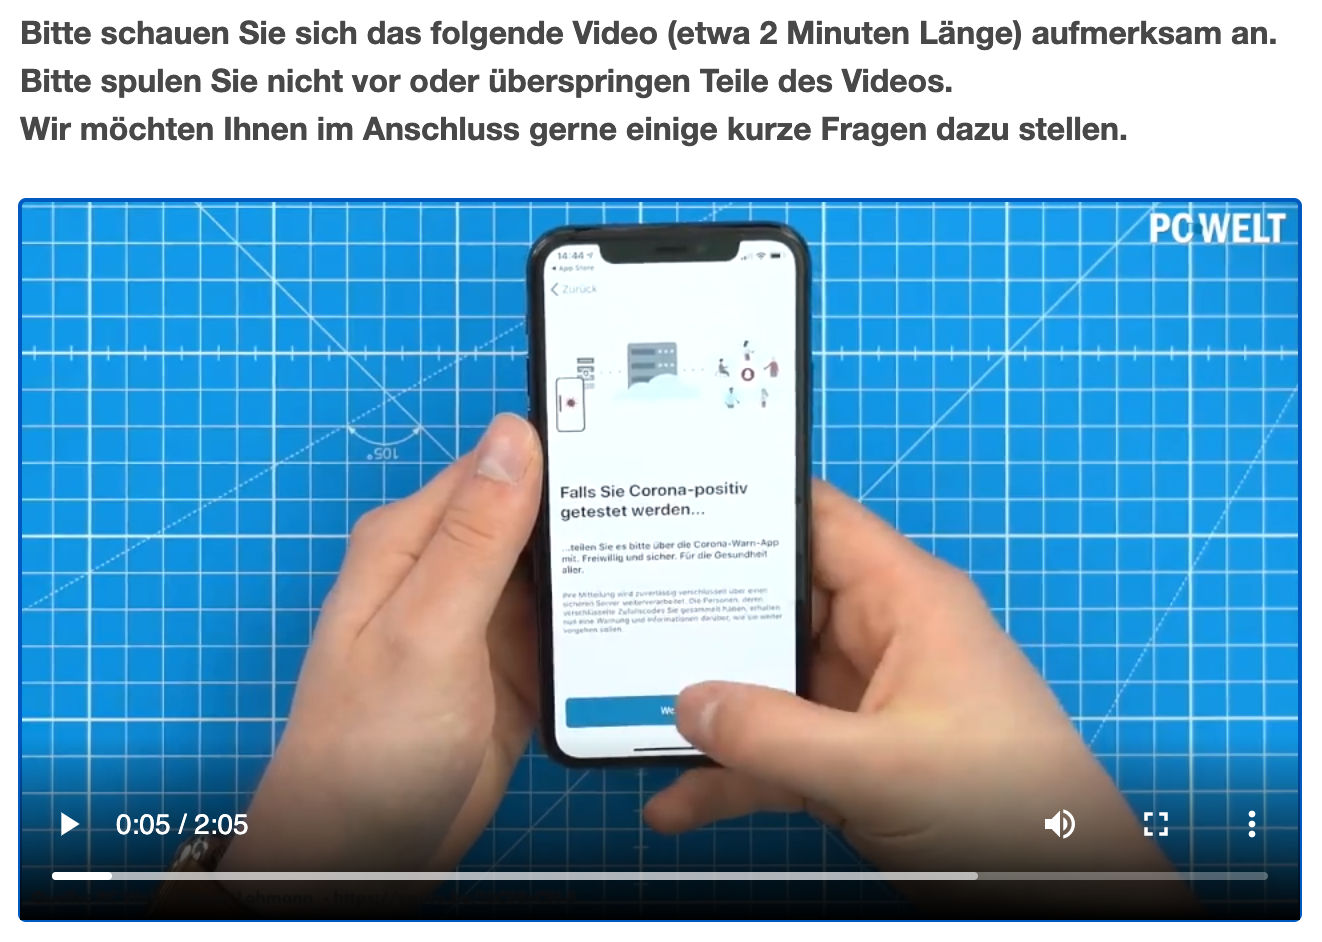 Bitte schauen Sie sich das folgende Video (etwa 2 Minuten Länge) aufmerksam an.
Bitte spulen Sie nicht vor oder überspringen Teile des Videos.
Wir möchten Ihnen im Anschluss gerne einige kurze Fragen dazu stellen.
PC WELT
14:44
App Store
Zurück
105°
Falls Sie Corona-positiv
getestet werden...
...teilen Sie es bitte über die Corona-Warn-App
mit. Freiwillig und sicher. Für die Gesundheit
aller.
Ihre Mitteilung wird zuverlässig verschlüsselt über einen
sicheren Server weiterverarbeitet. Die Personen, deren
verschlüsselte Zufallscodes Sie gesammelt haben, erhalten
nun eine Warnung und Informationen darüber, wie sie weiter
vorgehen sollen.
0:05 / 2:05